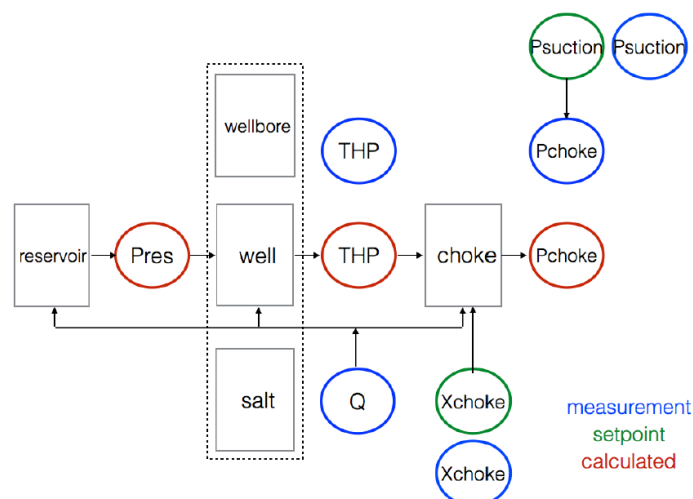 Psuction Psuction
wellbore THP Pchoke
reservoir Pres well THP choke Pchoke
salt Q Xchoke
measurement
setpoint
calculated
Xchoke